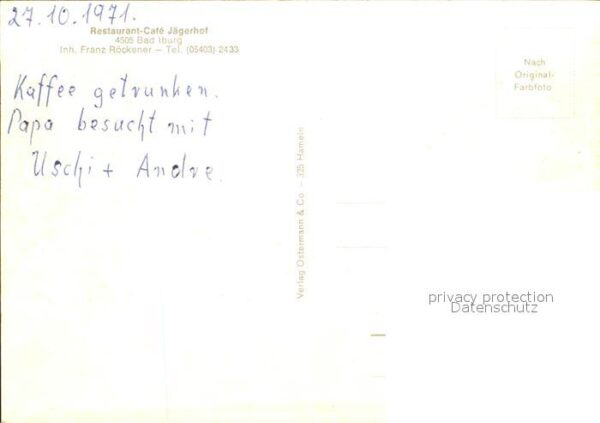 27.10.1971.
Restaurant-Café Jägerhof
4505 Bad Iburg
Inh. Franz Röckener – Tel. (05403) 2433
Kaffee getrunken.
Papa besucht mit
Uschi + Andre.
Verlag Ostermann & Co – 325 Hameln
Nach
Original-
Farbfoto
privacy protection
Datenschutz